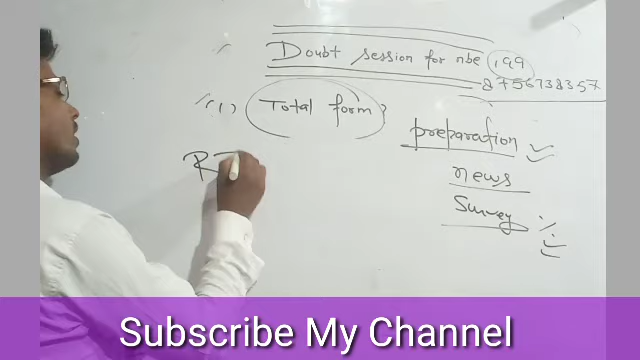 Doubt session for nbe 199
8756738357
(1) Total form?
preparation
news
Survey
R
Subscribe My Channel